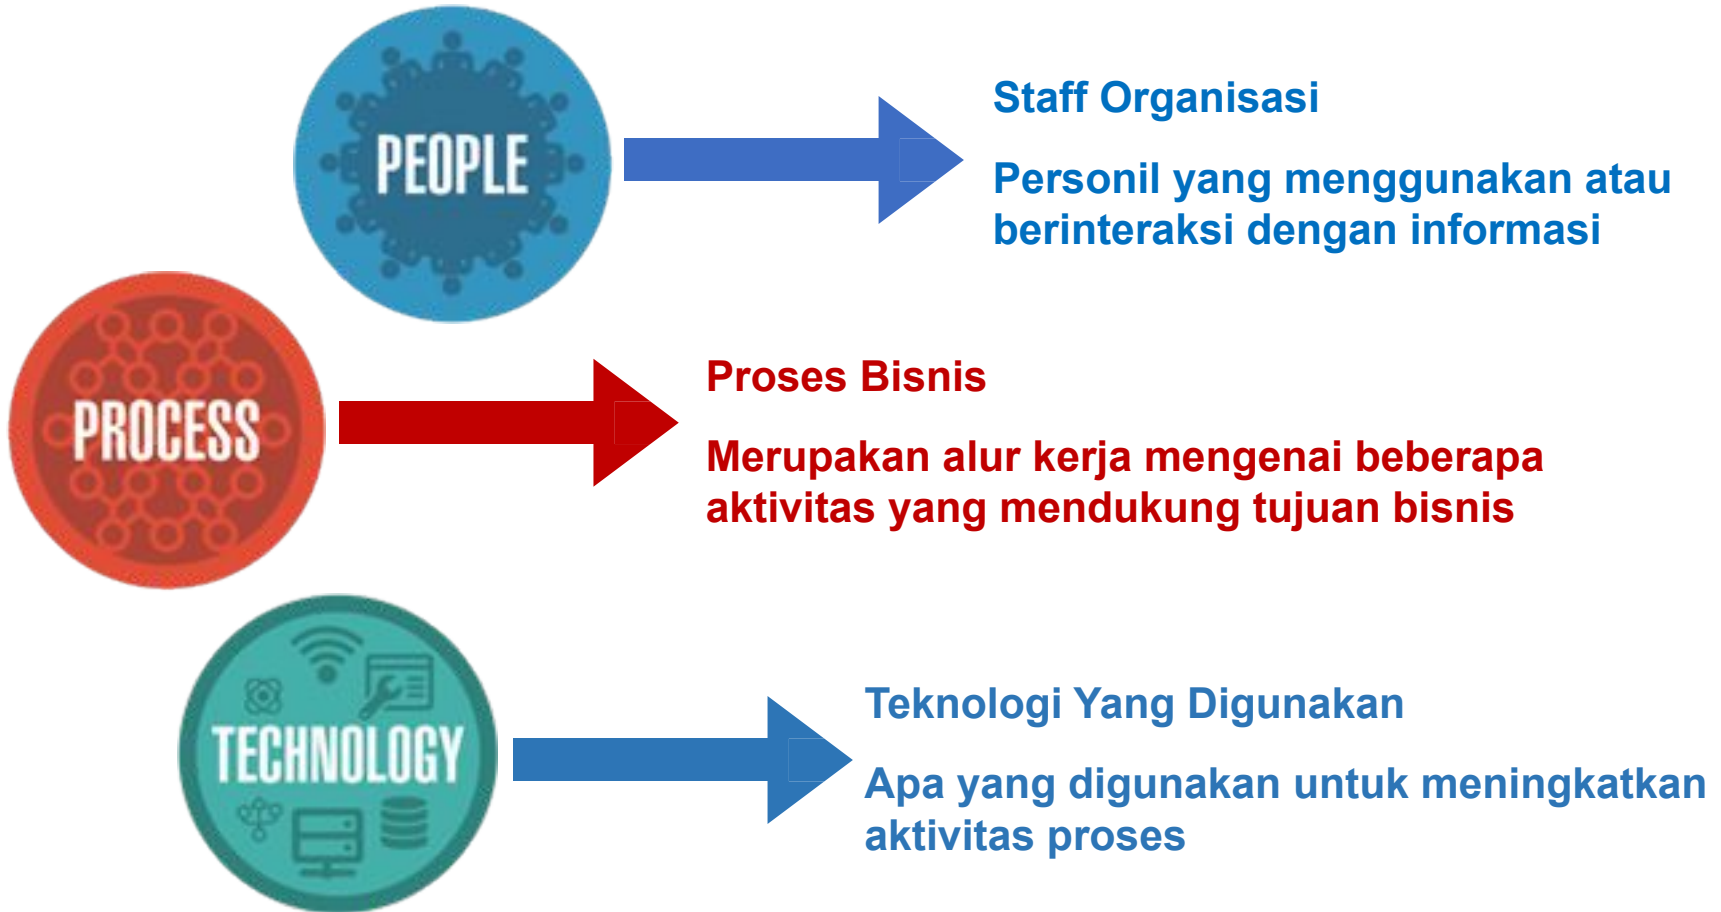 PEOPLE
Staff Organisasi
Personil yang menggunakan atau
berinteraksi dengan informasi
PROCESS
Proses Bisnis
Merupakan alur kerja mengenai beberapa
aktivitas yang mendukung tujuan bisnis
TECHNOLOGY
Teknologi Yang Digunakan
Apa yang digunakan untuk meningkatkan
aktivitas proses